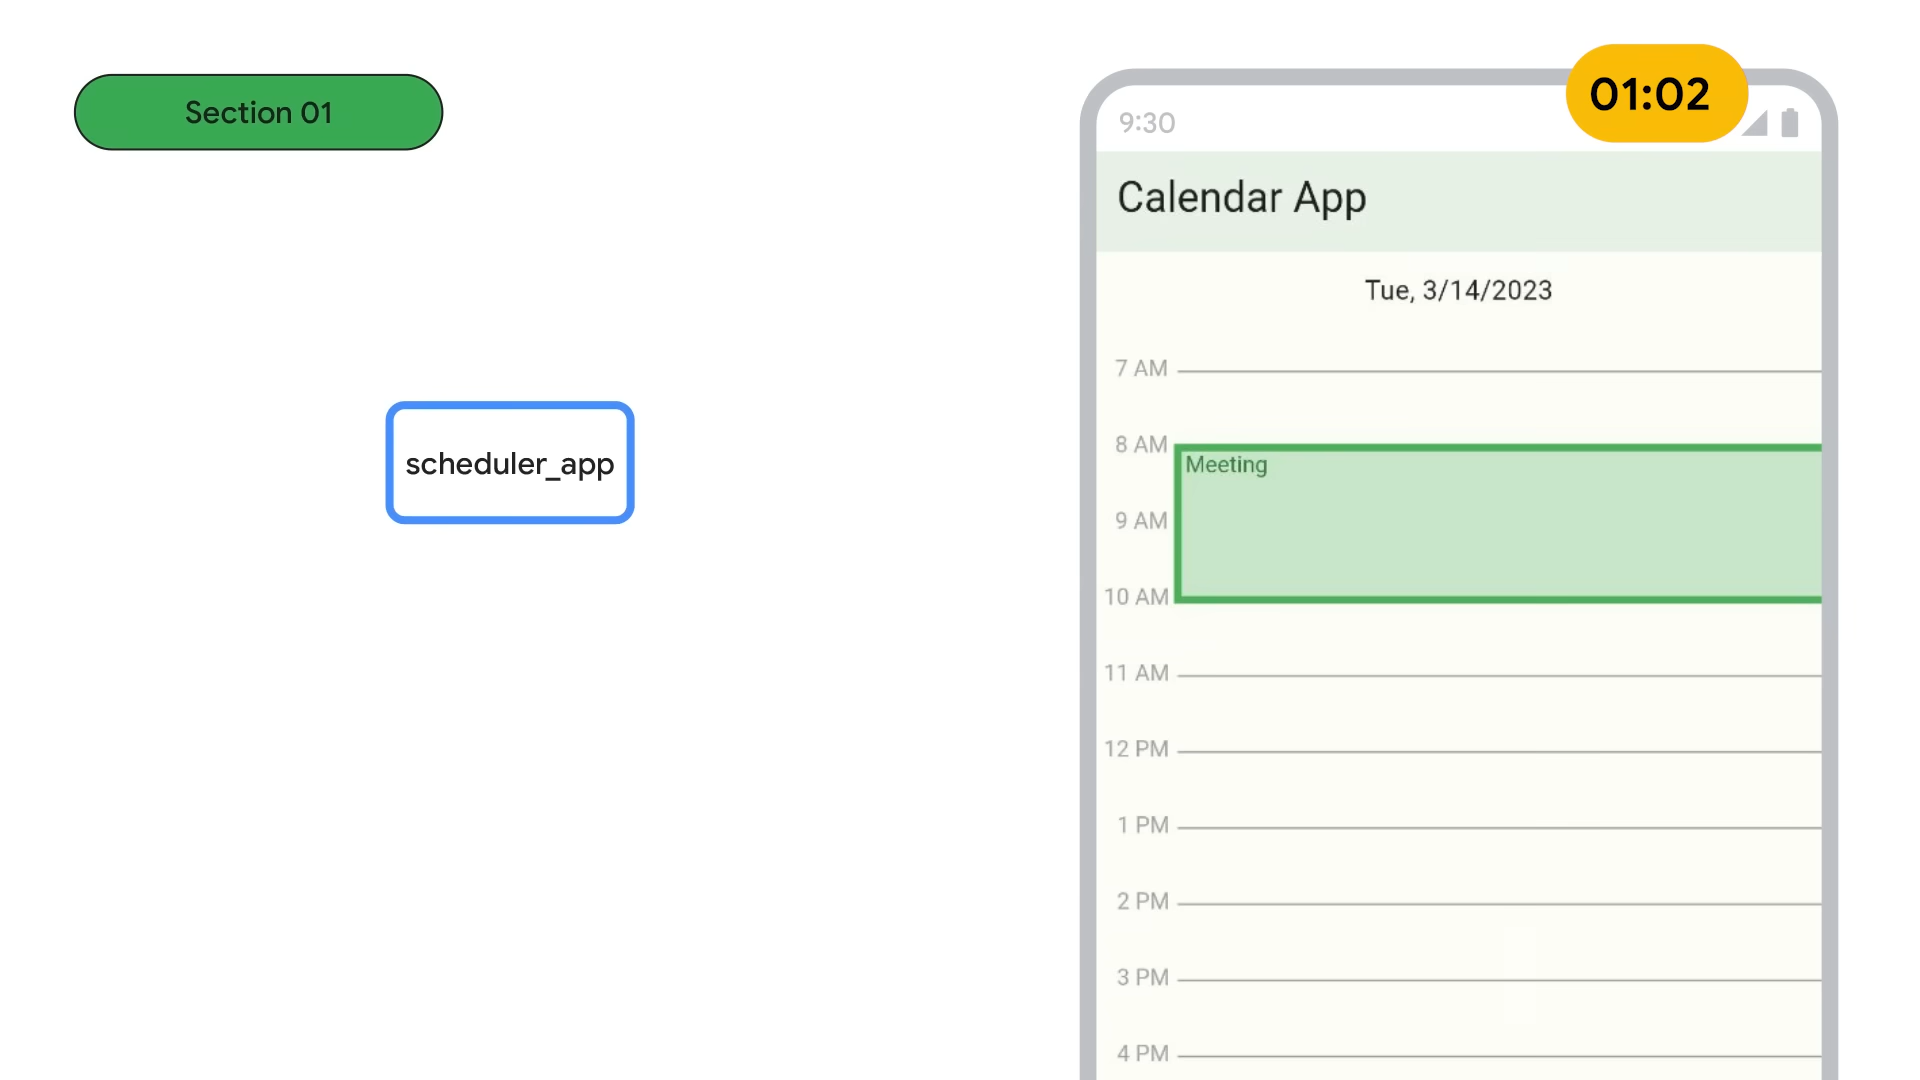 Section 01
scheduler_app
01:02
9:30
Calendar App
Tue, 3/14/2023
7 AM
8 AM
Meeting
9 AM
10 AM
11 AM
12 PM
1 PM
2 PM
3 PM
4 PM